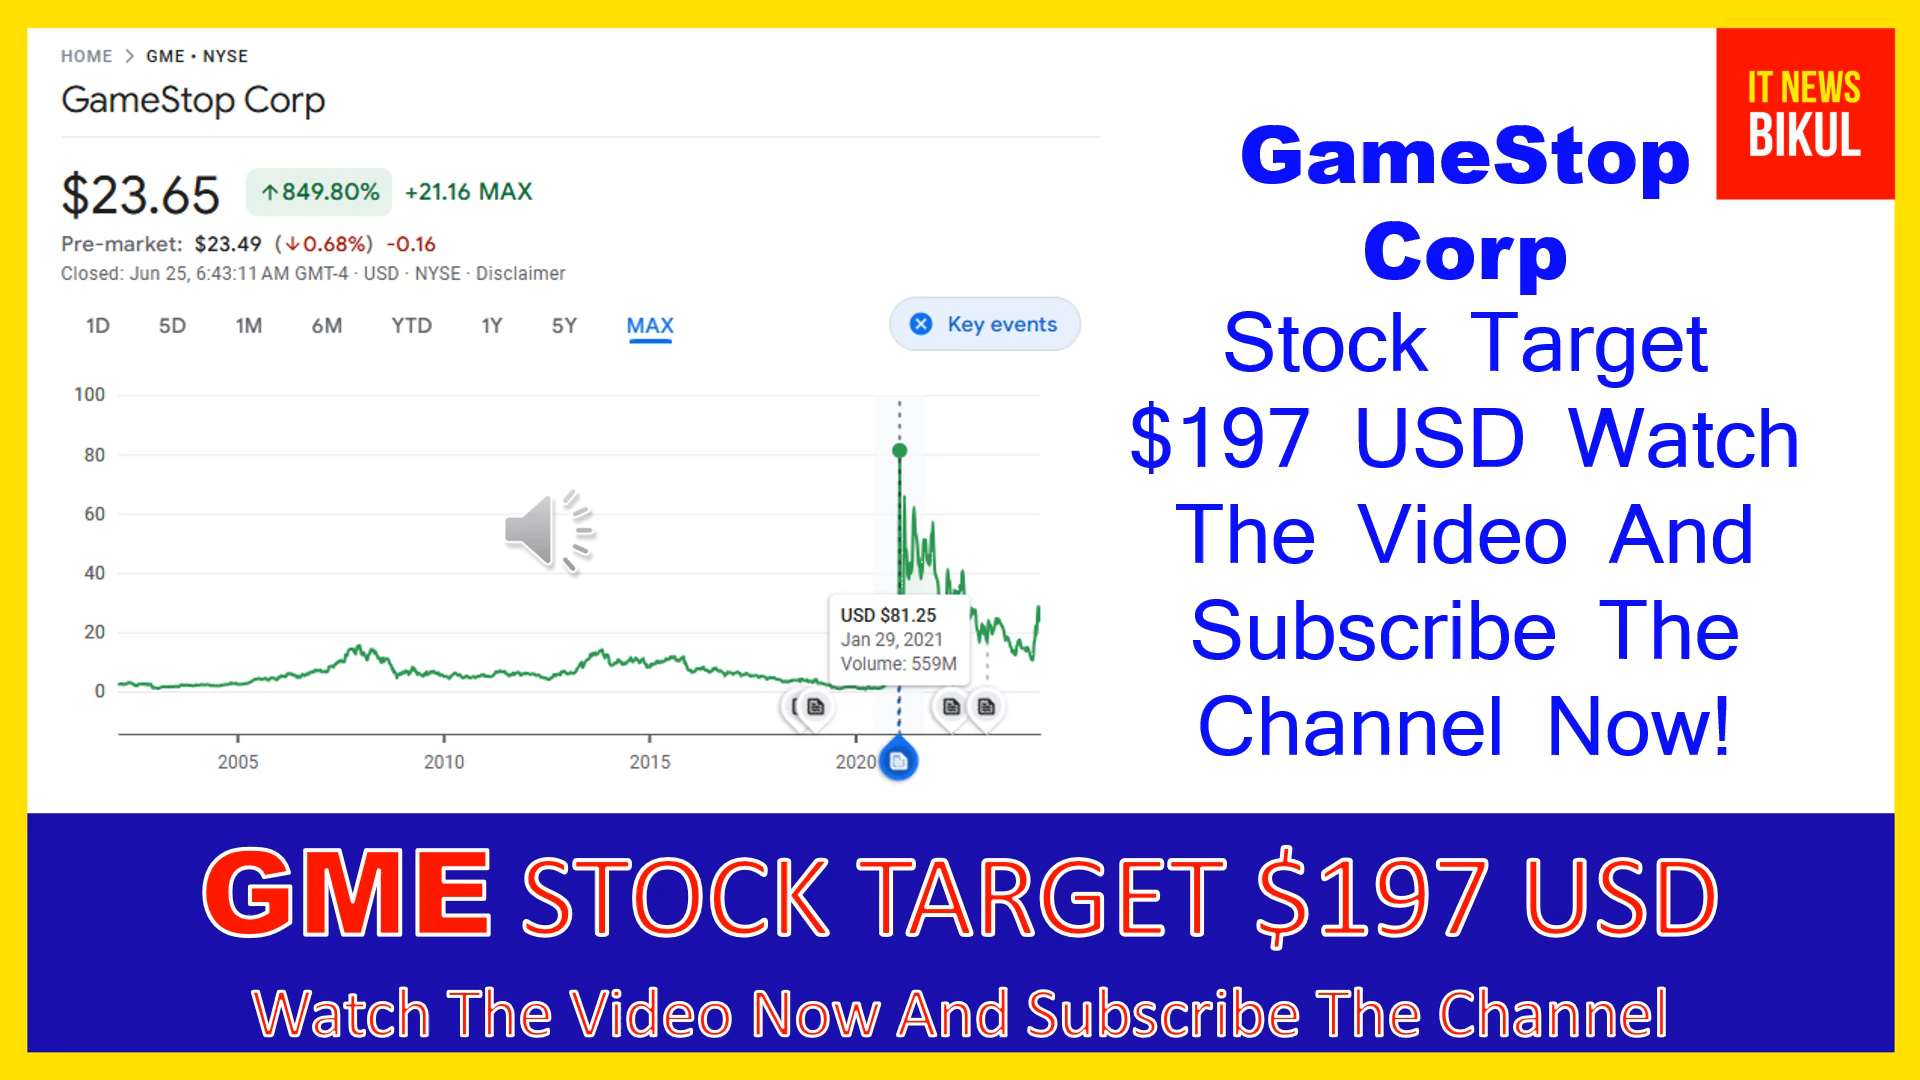 HOME > GME • NYSE
GameStop Corp
$23.65 ↑849.80% +21.16 MAX
Pre-market: $23.49 (↓0.68%) -0.16
Closed: Jun 25, 6:43:11 AM GMT-4 · USD · NYSE · Disclaimer
1D 5D 1M 6M YTD 1Y 5Y MAX
Key events
100
80
60
40
20
0
USD $81.25
Jan 29, 2021
Volume: 559M
2005 2010 2015 2020
IT NEWS
BIKUL
GameStop
Corp
Stock Target
$197 USD Watch
The Video And
Subscribe The
Channel Now!
GME STOCK TARGET $197 USD
Watch The Video Now And Subscribe The Channel